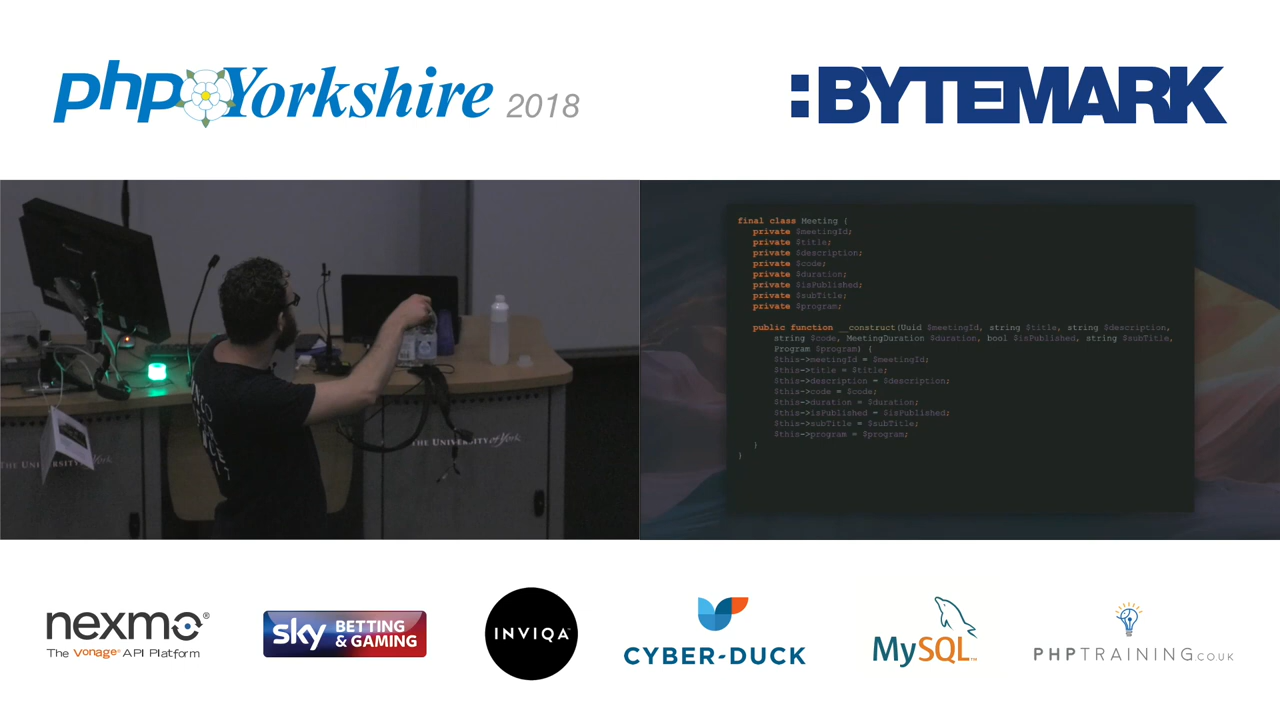 php Yorkshire 2018
:BYTEMARK
THE UNIVERSITY of York
final class Meeting {
private $meetingId;
private $title;
private $description;
private $code;
private $duration;
private $isPublished;
private $subTitle;
private $program;
public function __construct(Uuid $meetingId, string $title, string $description,
string $code, MeetingDuration $duration, bool $isPublished, string $subTitle,
Program $program) {
$this->meetingId = $meetingId;
$this->title = $title;
$this->description = $description;
$this->code = $code;
$this->duration = $duration;
$this->isPublished = $isPublished;
$this->subTitle = $subTitle;
$this->program = $program;
}
}
nexmo®
The Vonage® API Platform
sky BETTING
& GAMING
INVIQA™
CYBER-DUCK
MySQL™
PHPTRAINING.CO.UK